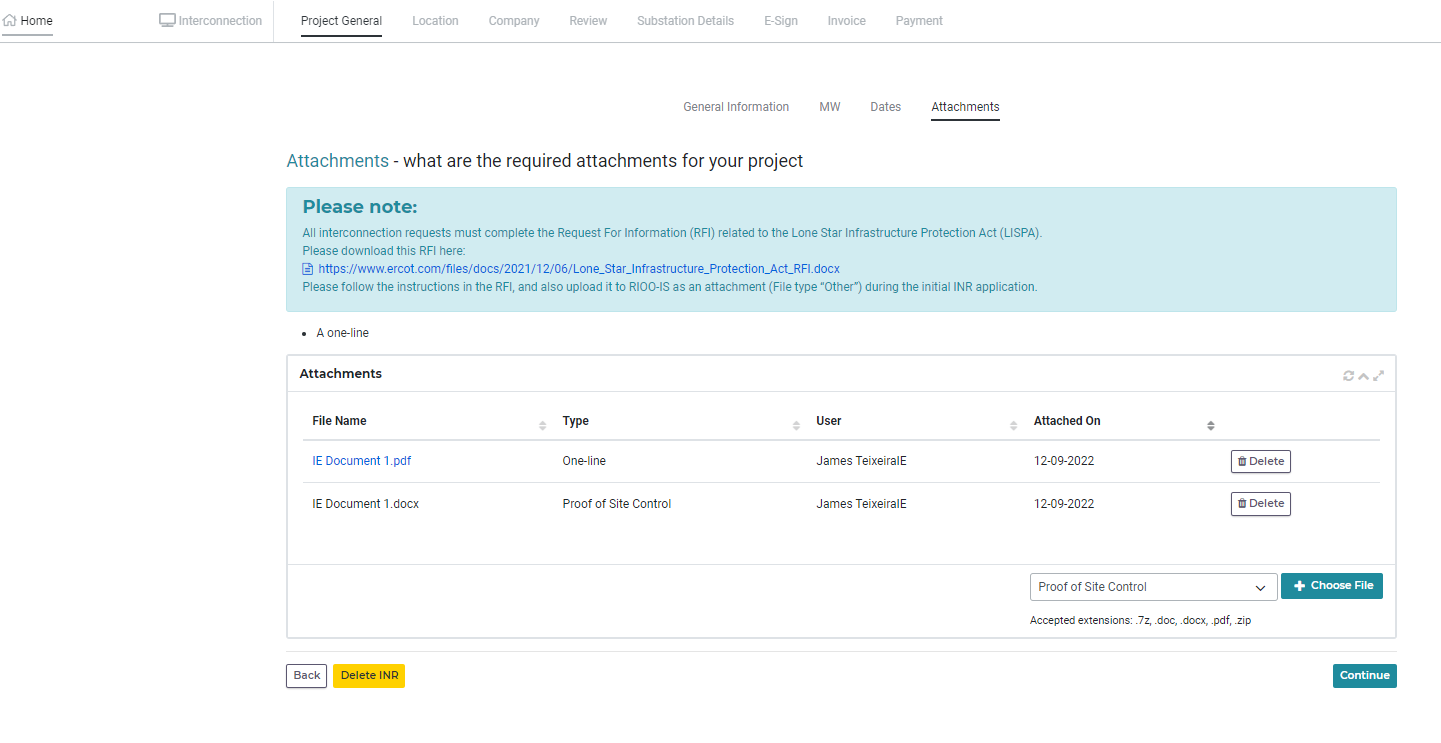 Home Interconnection Project General Location Company Review Substation Details E-Sign Invoice Payment
General Information MW Dates Attachments
Attachments - what are the required attachments for your project
Please note:
All interconnection requests must complete the Request For Information (RFI) related to the Lone Star Infrastructure Protection Act (LISPA).
Please download this RFI here:
https://www.ercot.com/files/docs/2021/12/06/Lone_Star_Infrastructure_Protection_Act_RFI.docx
Please follow the instructions in the RFI, and also upload it to RIOO-IS as an attachment (File type “Other”) during the initial INR application.
• A one-line
Attachments
File Name Type User Attached On
IE Document 1.pdf One-line James TeixeiraIE 12-09-2022 Delete
IE Document 1.docx Proof of Site Control James TeixeiraIE 12-09-2022 Delete
Proof of Site Control Choose File
Accepted extensions: .7z, .doc, .docx, .pdf, .zip
Back Delete INR Continue